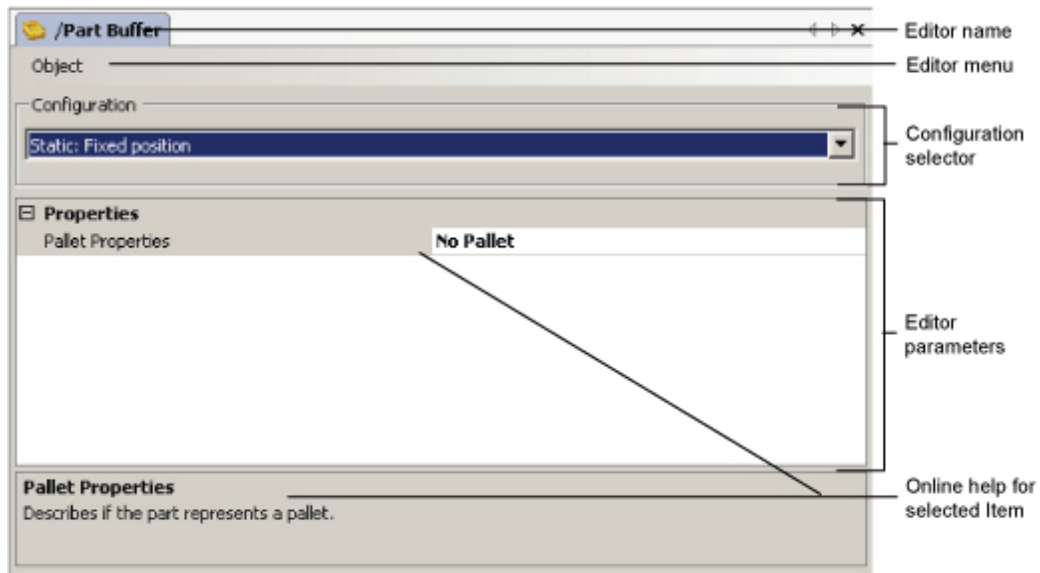 /Part Buffer
Editor name
Object
Editor menu
Configuration
Static: Fixed position
Configuration
selector
Properties
Pallet Properties No Pallet
Editor
parameters
Pallet Properties
Describes if the part represents a pallet.
Online help for
selected Item